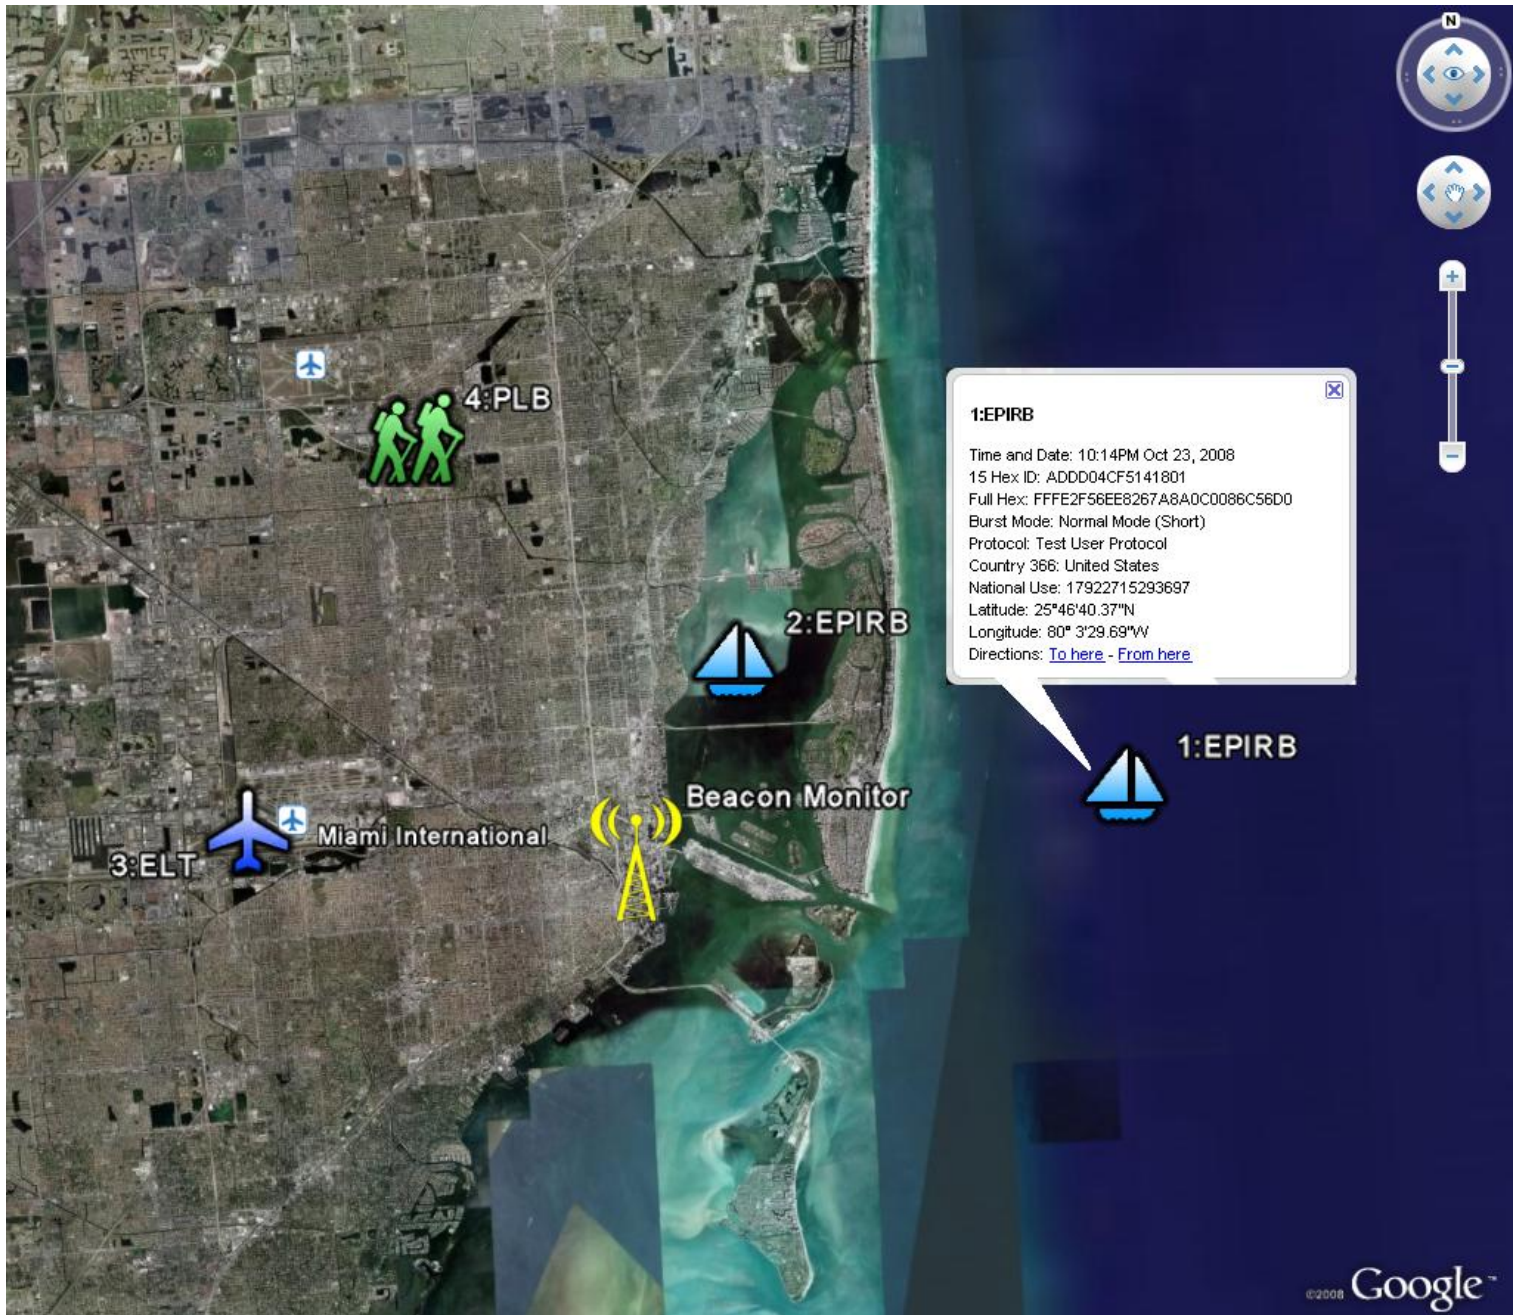 N
4:PLB
1:EPIRB
Time and Date: 10:14PM Oct 23, 2008
15 Hex ID: ADDD04CF5141801
Full Hex: FFFE2F56EE8267A8A0C0086C56D0
Burst Mode: Normal Mode (Short)
Protocol: Test User Protocol
Country 366: United States
National Use: 17922715293697
Latitude: 25°46'40.37"N
Longitude: 80° 3'29.69"W
Directions: To here - From here
2:EPIRB
1:EPIRB
Beacon Monitor
Miami International
3:ELT
©2008 Google™